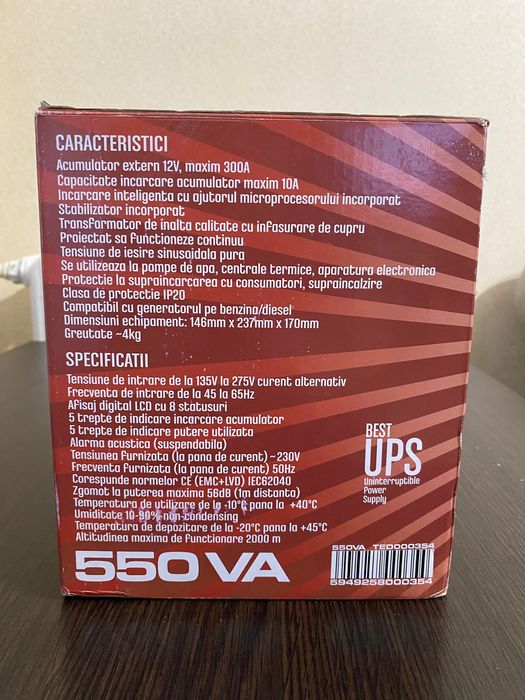 CARACTERISTICI
Acumulator extern 12V, maxim 300A
Capacitate incarcare acumulator maxim 10A
Incarcare inteligenta cu ajutorul microprocesorului incorporat
Stabilizator incorporat
Transformator de inalta calitate cu infasurare de cupru
Proiectat sa functioneze continuu
Tensiune de iesire sinusoidala pura
Se utilizeaza la pompe de apa, centrale termice, aparatura electronica
Protectie la supraincarcarea cu consumatori, supraincalzire
Clasa de protectie IP20
Compatibil cu generatorul pe benzina/diesel
Dimensiuni echipament: 146mm x 237mm x 170mm
Greutate ~4kg
SPECIFICATII
Tensiune de intrare de la 135V la 275V curent alternativ
Frecventa de intrare de la 45 la 65Hz
Afisaj digital LCD cu 8 statusuri
5 trepte de indicare incarcare acumulator
5 trepte de indicare putere utilizata
Alarma acustica (suspendabila)
Tensiunea furnizata (la pana de curent) ~230V
Frecventa furnizata (la pana de curent) 50Hz
Corespunde normelor CE (EMC+LVD) IEC62040
Zgomot la puterea maxima 56dB (1m distanta)
Temperatura de utilizare de la -10°C pana la +40°C
Umiditate 10-90% non-condensing
Temperatura de depozitare de la -20°C pana la +45°C
Altitudinea maxima de functionare 2000 m
550 VA
BEST
UPS
Uninterruptible
Power
Supply
550VA TED000354
5949258000354